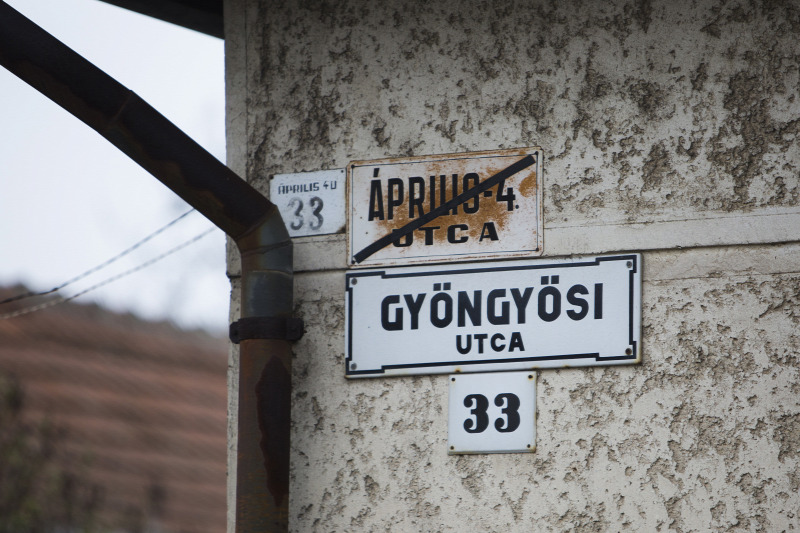 ÁPRILIS 4 U
33
ÁPRILIS-4.
UTCA
GYÖNGYÖSI
UTCA
33